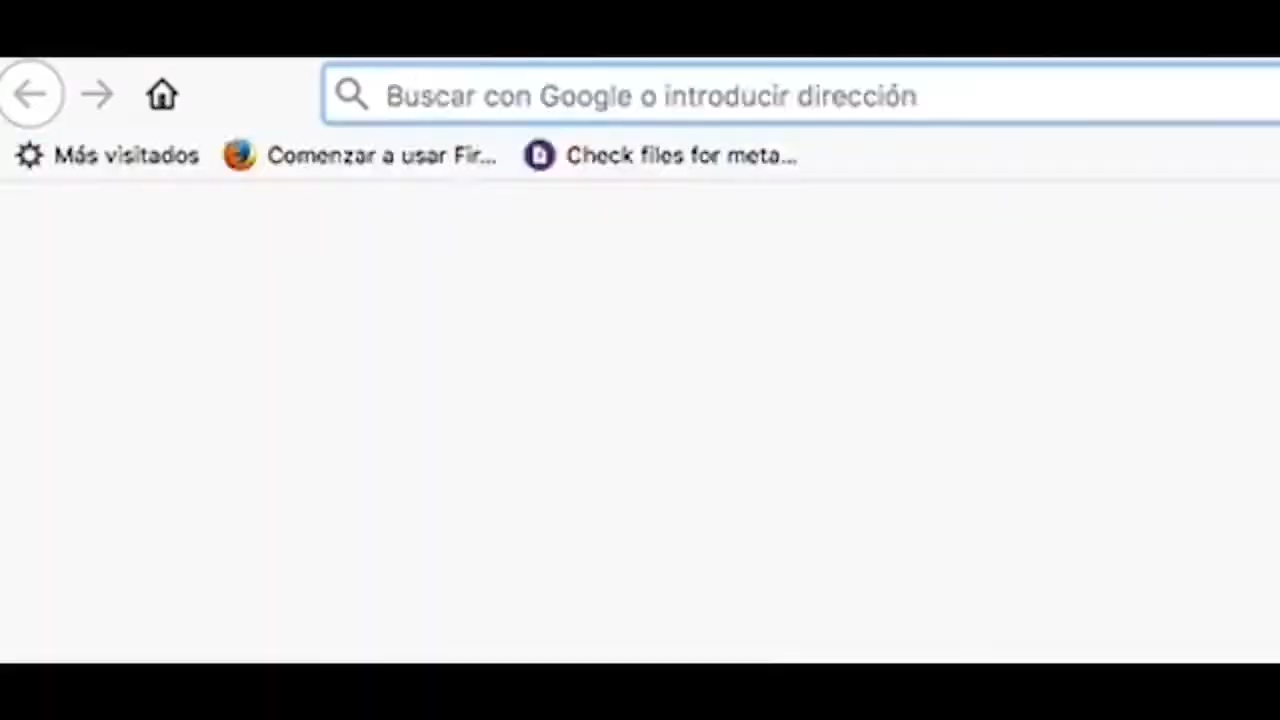 Buscar con Google o introducir dirección
Más visitados Comenzar a usar Fir... Check files for meta...